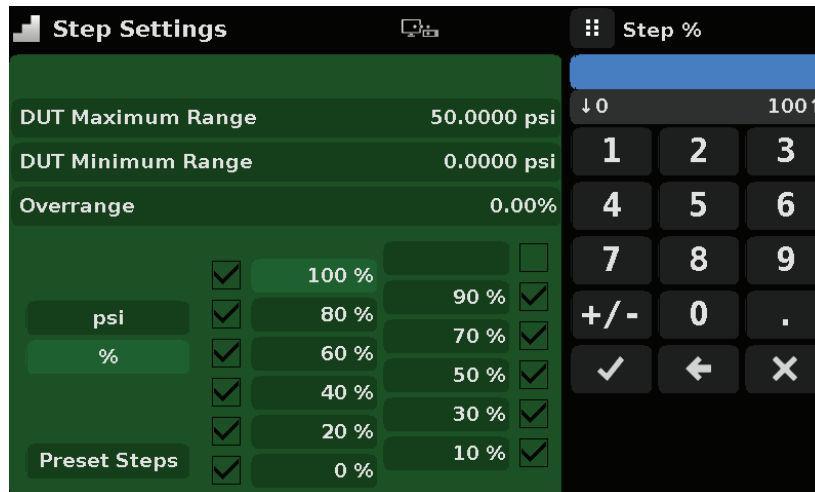 Step Settings
Step %
DUT Maximum Range 50.0000 psi
↓0 100↑
DUT Minimum Range 0.0000 psi
1 2 3
Overrange 0.00%
4 5 6
100 %
7 8 9
90 %
psi
80 %
+/- 0 .
70 %
%
60 %
50 %
40 %
30 %
20 %
10 %
Preset Steps
0 %